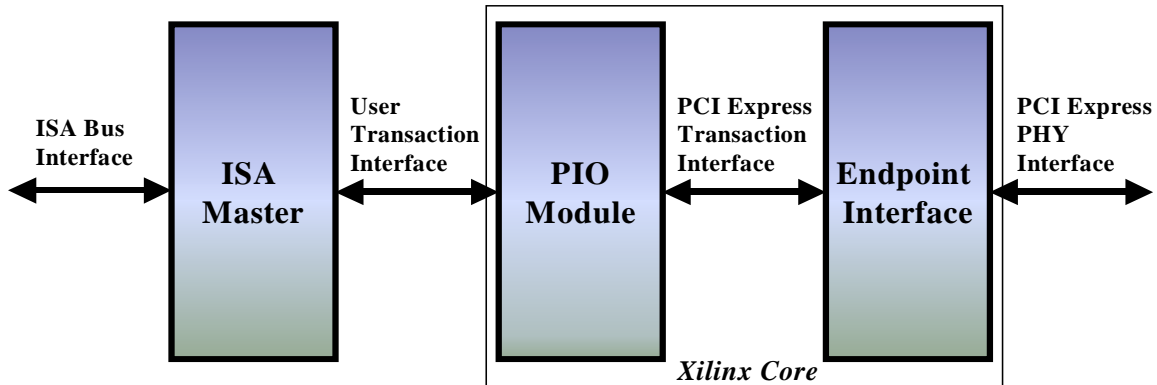 ISA Bus
Interface
ISA
Master
User
Transaction
Interface
PIO
Module
PCI Express
Transaction
Interface
Endpoint
Interface
PCI Express
PHY
Interface
Xilinx Core